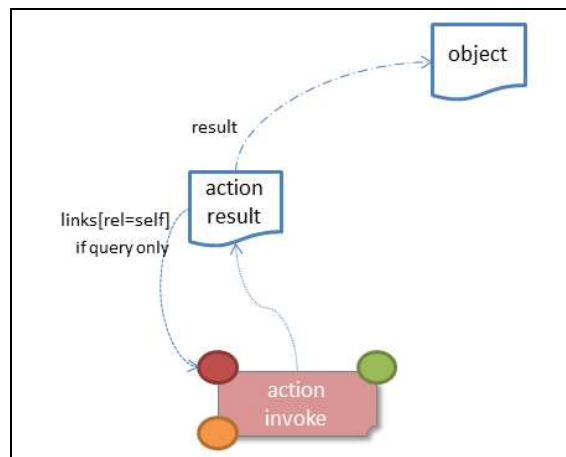 object
result
action
result
links[rel=self]
if query only
action
invoke